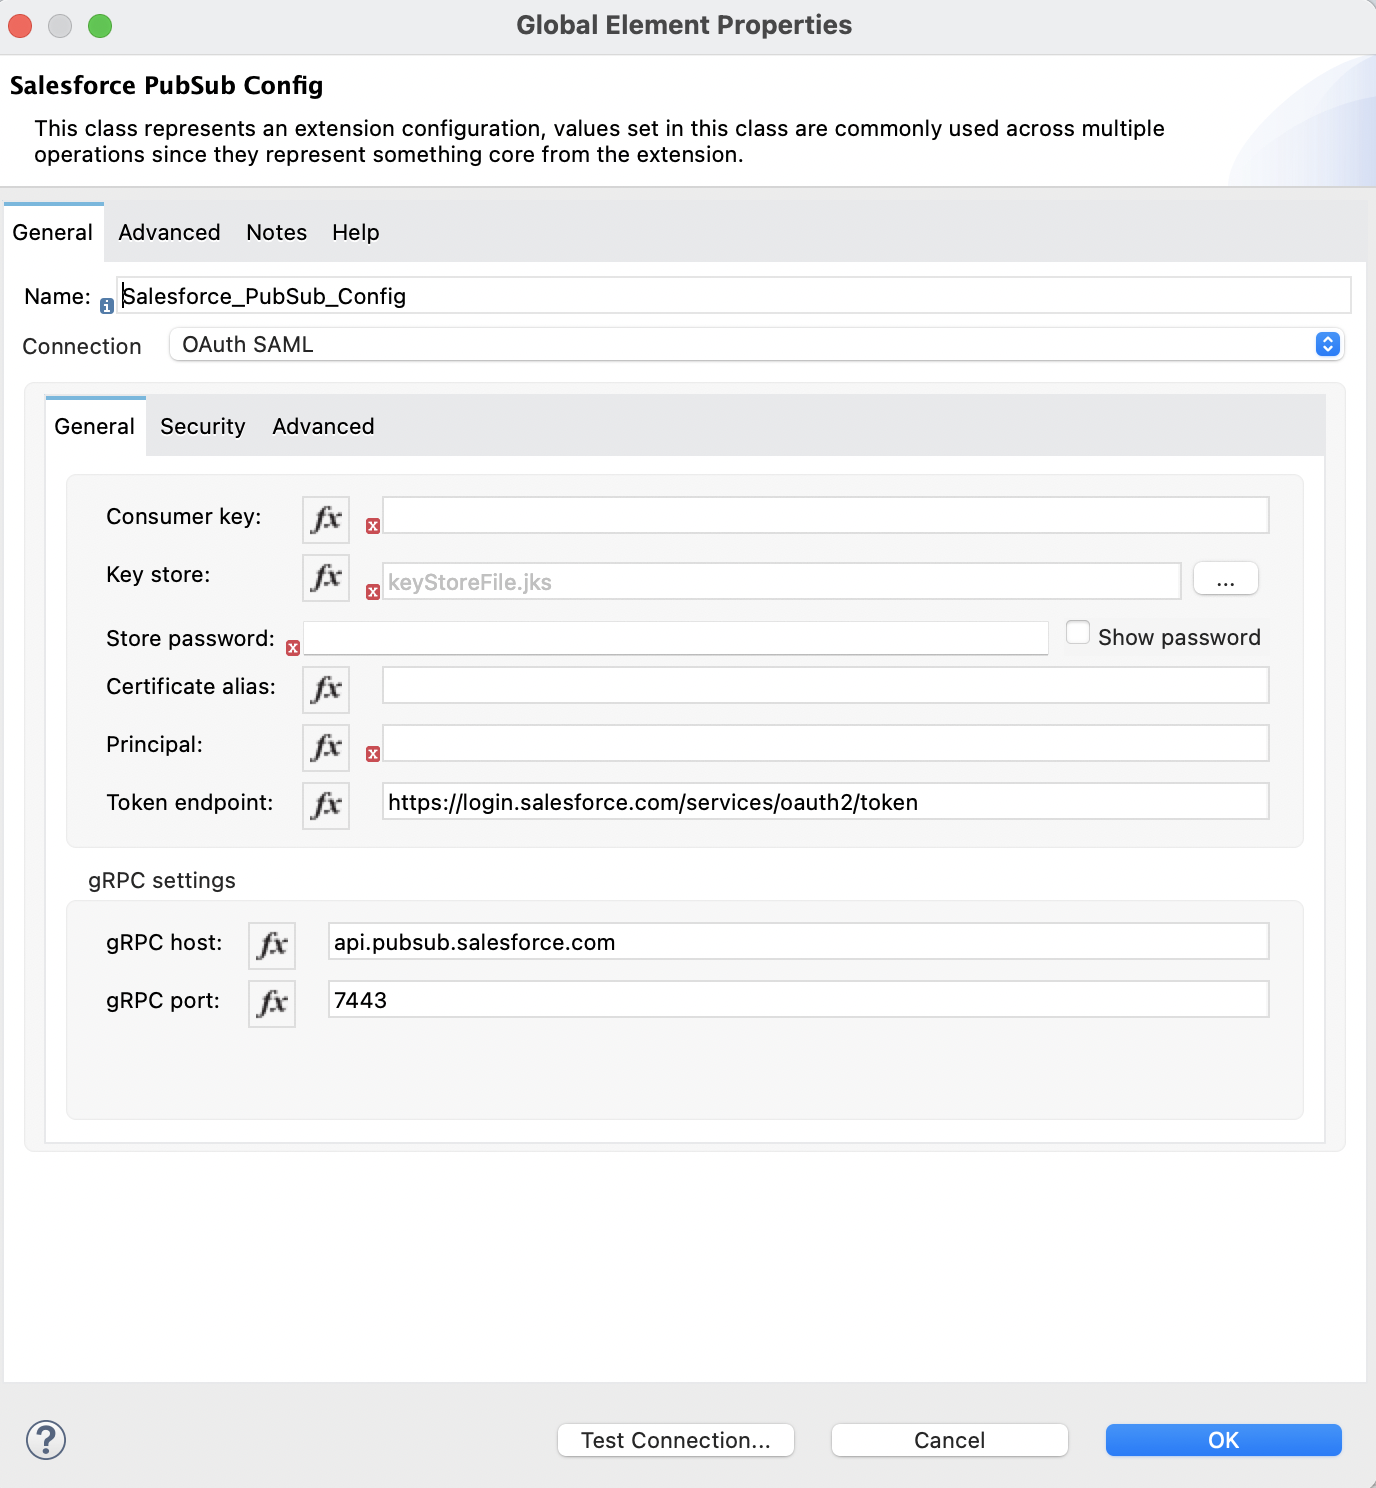 Global Element Properties
Salesforce PubSub Config
This class represents an extension configuration, values set in this class are commonly used across multiple
operations since they represent something core from the extension.
General Advanced Notes Help
Name: Salesforce_PubSub_Config
Connection OAuth SAML
General Security Advanced
Consumer key: fx
Key store: fx keyStoreFile.jks ...
Store password: Show password
Certificate alias: fx
Principal: fx
Token endpoint: fx https://login.salesforce.com/services/oauth2/token
gRPC settings
gRPC host: fx api.pubsub.salesforce.com
gRPC port: fx 7443
? Test Connection... Cancel OK